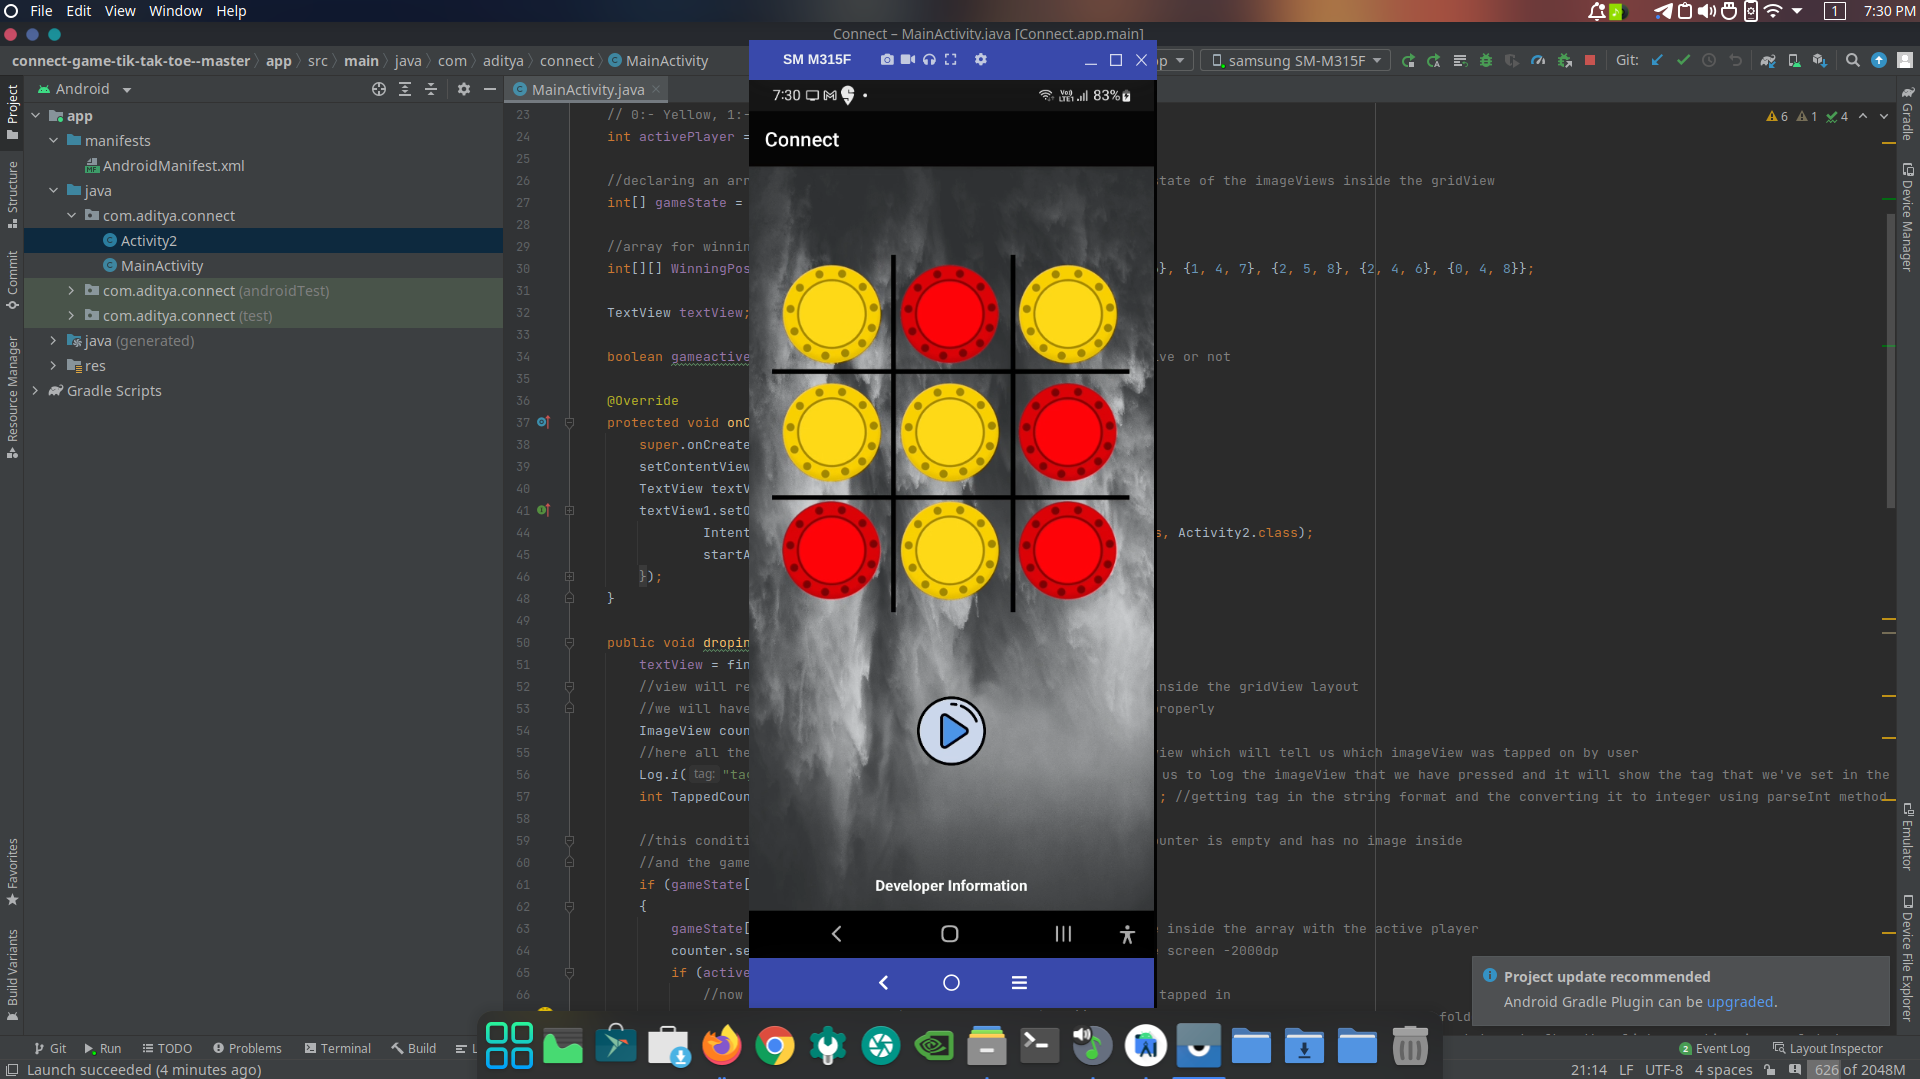 File Edit View Window Help
1 7:30 PM
Connect – MainActivity.java [Connect.app.main]
connect-game-tik-tak-toe--master app src main java com aditya connect MainActivity
samsung SM-M315F
Git:
Project
Android
MainActivity.java
app
manifests
AndroidManifest.xml
java
com.aditya.connect
Activity2
MainActivity
com.aditya.connect (androidTest)
com.aditya.connect (test)
java (generated)
res
Gradle Scripts
Structure
Commit
Resource Manager
Favorites
Build Variants
6 1 4
23 // 0:- Yellow, 1:-
24 int activePlayer =
25
26 //declaring an arr tate of the imageViews inside the gridView
27 int[] gameState =
28
29 //array for winnin
30 int[][] WinningPos }, {1, 4, 7}, {2, 5, 8}, {2, 4, 6}, {0, 4, 8}};
31
32 TextView textView;
33
34 boolean gameactive ve or not
35
36 @Override
37 protected void onC
38 super.onCreate
39 setContentView
40 TextView textV
41 textView1.setO
44 Intent s, Activity2.class);
45 startA
46 });
48 }
49
50 public void dropin
51 textView = fin
52 //view will re nside the gridView layout
53 //we will have roperly
54 ImageView coun
55 //here all the iew which will tell us which imageView was tapped on by user
56 Log.i( tag: "tag us to log the imageView that we have pressed and it will show the tag that we've set in the
57 int TappedCoun ; //getting tag in the string format and the converting it to integer using parseInt method
58
59 //this conditi unter is empty and has no image inside
60 //and the game
61 if (gameState[
62 {
63 gameState[ inside the array with the active player
64 counter.se screen -2000dp
65 if (active
66 //now tapped in
fold
SM M315F
7:30 83%
Connect
Developer Information
Gradle
Device Manager
Emulator
Device File Explorer
Project update recommended
Android Gradle Plugin can be upgraded.
Git Run TODO Problems Terminal Build
Event Log Layout Inspector
Launch succeeded (4 minutes ago)
21:14 LF UTF-8 4 spaces 626 of 2048M